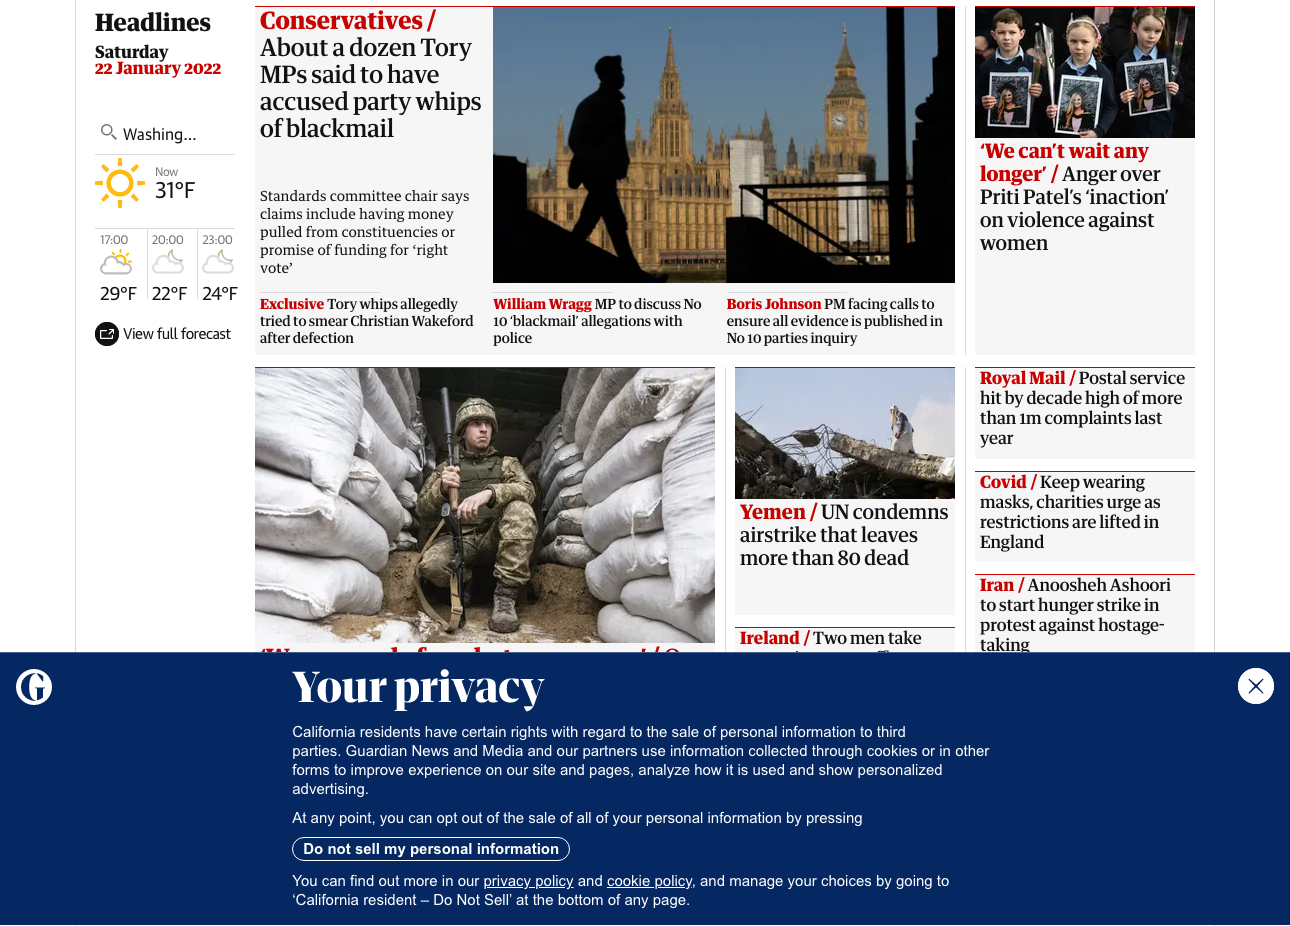 Headlines
Saturday
22 January 2022
Washing...
Now
31°F
17:00
20:00
23:00
29°F
22°F
24°F
View full forecast
Conservatives /
About a dozen Tory
MPs said to have
accused party whips
of blackmail
Standards committee chair says
claims include having money
pulled from constituencies or
promise of funding for ‘right
vote’
Exclusive Tory whips allegedly
tried to smear Christian Wakeford
after defection
William Wragg MP to discuss No
10 ‘blackmail’ allegations with
police
Boris Johnson PM facing calls to
ensure all evidence is published in
No 10 parties inquiry
‘We can’t wait any
longer’ / Anger over
Priti Patel’s ‘inaction’
on violence against
women
Yemen / UN condemns
airstrike that leaves
more than 80 dead
Ireland / Two men take
Royal Mail / Postal service
hit by decade high of more
than 1m complaints last
year
Covid / Keep wearing
masks, charities urge as
restrictions are lifted in
England
Iran / Anoosheh Ashoori
to start hunger strike in
protest against hostage-
taking
G
Your privacy
California residents have certain rights with regard to the sale of personal information to third
parties. Guardian News and Media and our partners use information collected through cookies or in other
forms to improve experience on our site and pages, analyze how it is used and show personalized
advertising.
At any point, you can opt out of the sale of all of your personal information by pressing
Do not sell my personal information
You can find out more in our privacy policy and cookie policy, and manage your choices by going to
‘California resident – Do Not Sell’ at the bottom of any page.